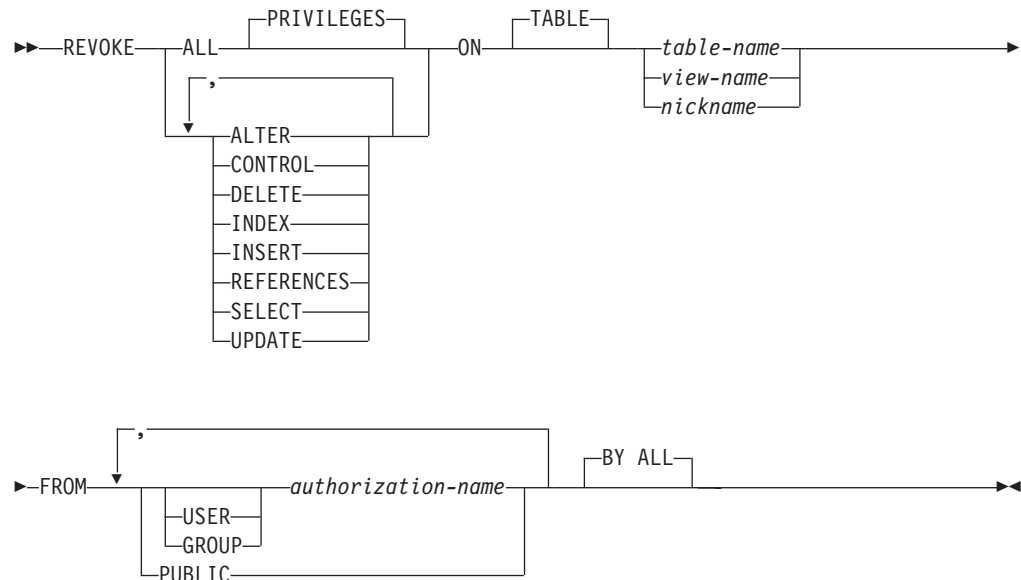 PRIVILEGES TABLE
REVOKE ALL ON table-name
, view-name
nickname
ALTER
CONTROL
DELETE
INDEX
INSERT
REFERENCES
SELECT
UPDATE
,
BY ALL
FROM authorization-name
USER
GROUP
PUBLIC